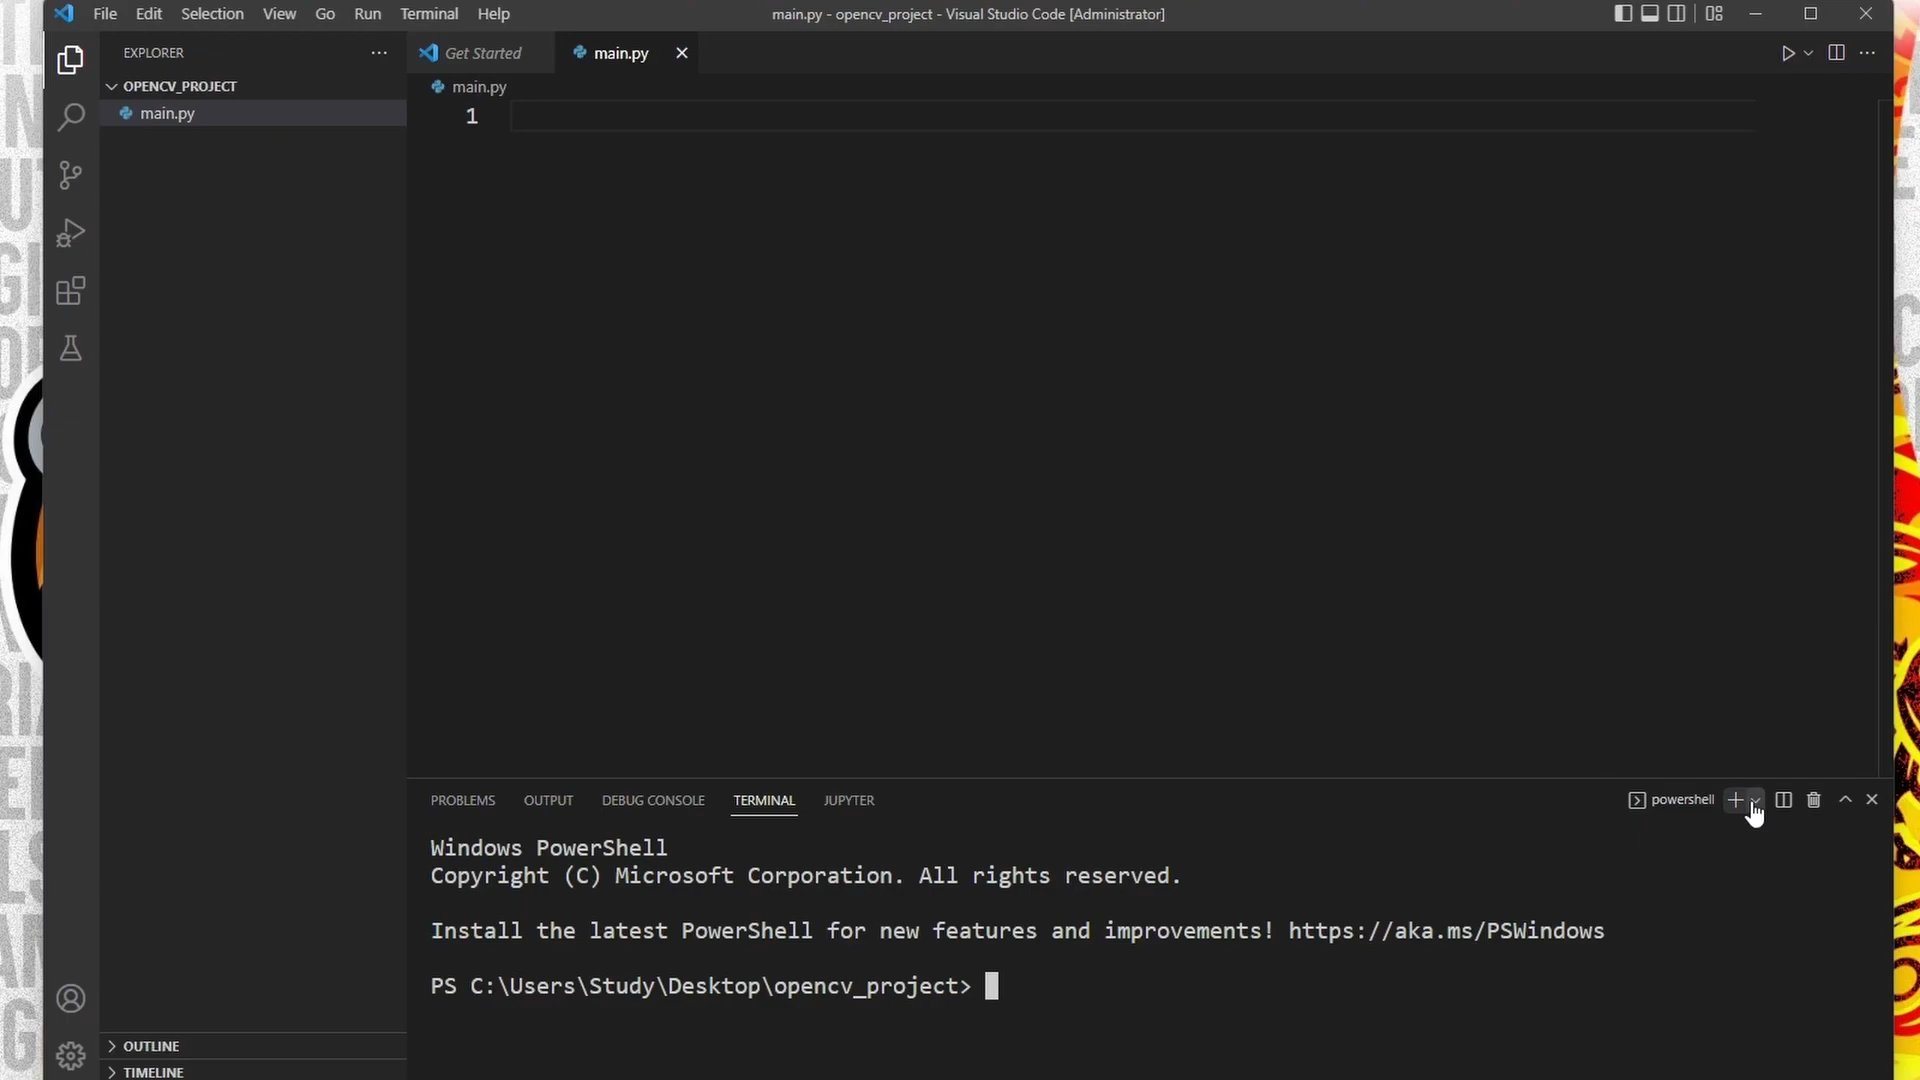 File Edit Selection View Go Run Terminal Help
main.py - opencv_project - Visual Studio Code [Administrator]
EXPLORER
Get Started
main.py
OPENCV_PROJECT
main.py
main.py
1
PROBLEMS OUTPUT DEBUG CONSOLE TERMINAL JUPYTER
powershell
Windows PowerShell
Copyright (C) Microsoft Corporation. All rights reserved.
Install the latest PowerShell for new features and improvements! https://aka.ms/PSWindows
PS C:\Users\Study\Desktop\opencv_project>
OUTLINE
TIMELINE